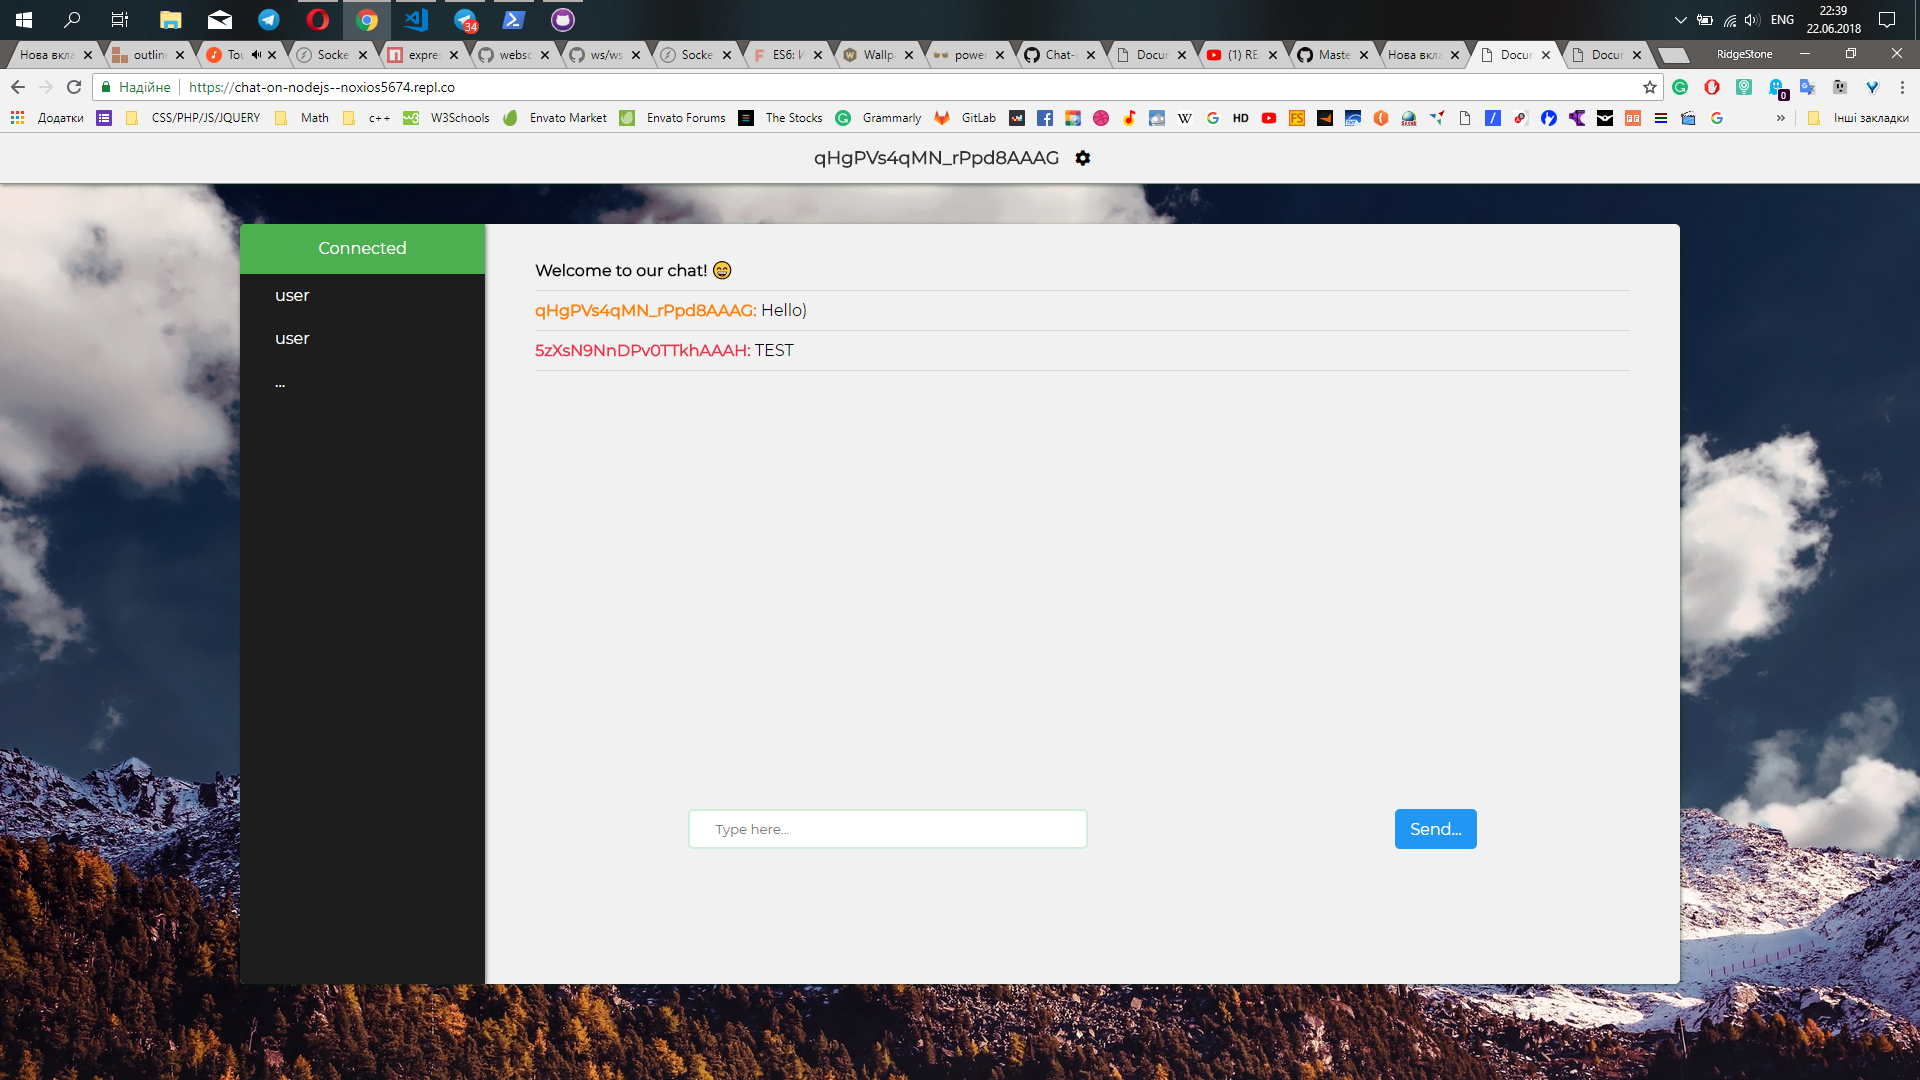 34
ENG
22:39
22.06.2018
Нова вкла
outlin
Tou
Socke
expre
websc
ws/ws
Socke
ES6: И
Wallp
power
Chat-
Docur
(1) RE
Maste
Нова вкла
Docur
Docur
RidgeStone
Надійне
https://chat-on-nodejs--noxios5674.repl.co
0
Додатки
CSS/PHP/JS/JQUERY
Math
c++
W3Schools
Envato Market
Envato Forums
The Stocks
Grammarly
GitLab
HD
»
Інші закладки
qHgPVs4qMN_rPpd8AAAG
Connected
user
user
...
Welcome to our chat! 😄
qHgPVs4qMN_rPpd8AAAG: Hello)
5zXsN9NnDPv0TTkhAAAH: TEST
Type here...
Send...